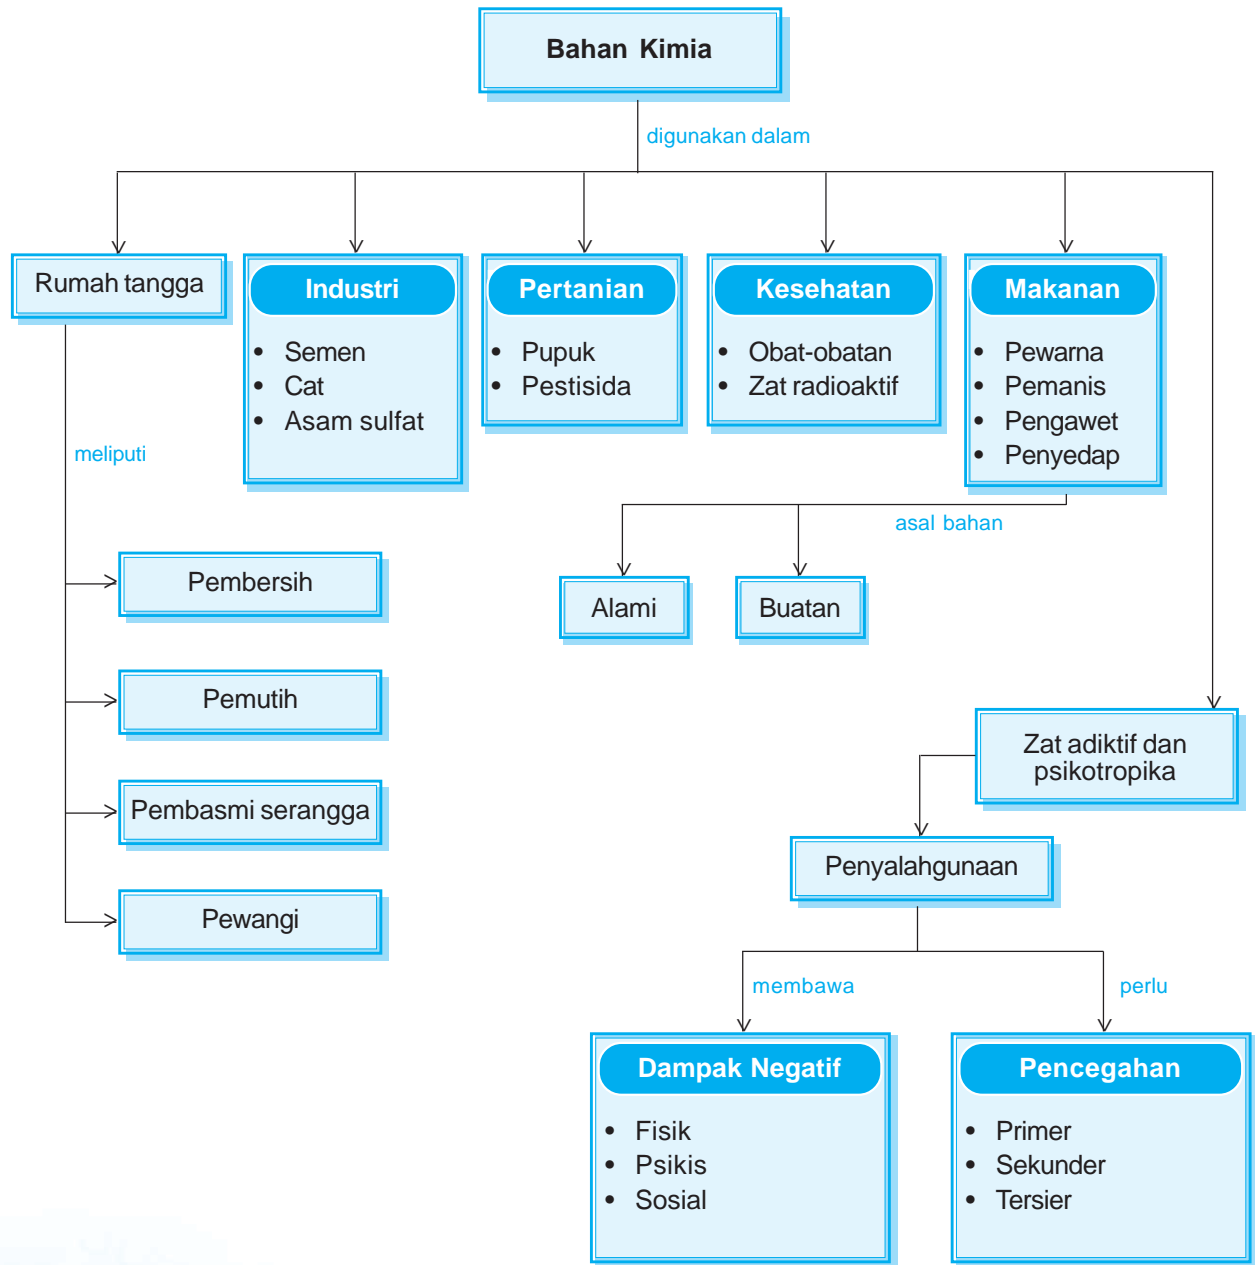 Bahan Kimia
digunakan dalam
Rumah tangga
meliputi
Pembersih
Pemutih
Pembasmi serangga
Pewangi
Industri
• Semen
• Cat
• Asam sulfat
Pertanian
• Pupuk
• Pestisida
Kesehatan
• Obat-obatan
• Zat radioaktif
Makanan
• Pewarna
• Pemanis
• Pengawet
• Penyedap
asal bahan
Alami
Buatan
Zat adiktif dan
psikotropika
Penyalahgunaan
membawa
perlu
Dampak Negatif
• Fisik
• Psikis
• Sosial
Pencegahan
• Primer
• Sekunder
• Tersier